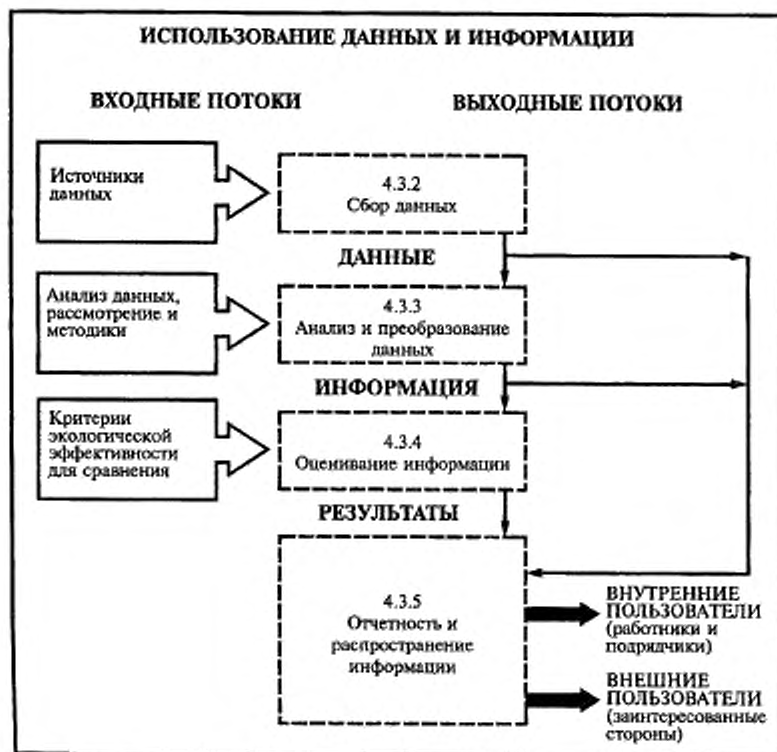 ИСПОЛЬЗОВАНИЕ ДАННЫХ И ИНФОРМАЦИИ
ВХОДНЫЕ ПОТОКИ
ВЫХОДНЫЕ ПОТОКИ
Источники
данных
4.3.2
Сбор данных
ДАННЫЕ
Анализ данных,
рассмотрение и
методики
4.3.3
Анализ и преобразование
данных
ИНФОРМАЦИЯ
Критерии
экологической
эффективности
для сравнения
4.3.4
Оценивание информации
РЕЗУЛЬТАТЫ
4.3.5
Отчетность и
распространение
информации
ВНУТРЕННИЕ
ПОЛЬЗОВАТЕЛИ
(работники и
подрядчики)
ВНЕШНИЕ
ПОЛЬЗОВАТЕЛИ
(заинтересованные
стороны)